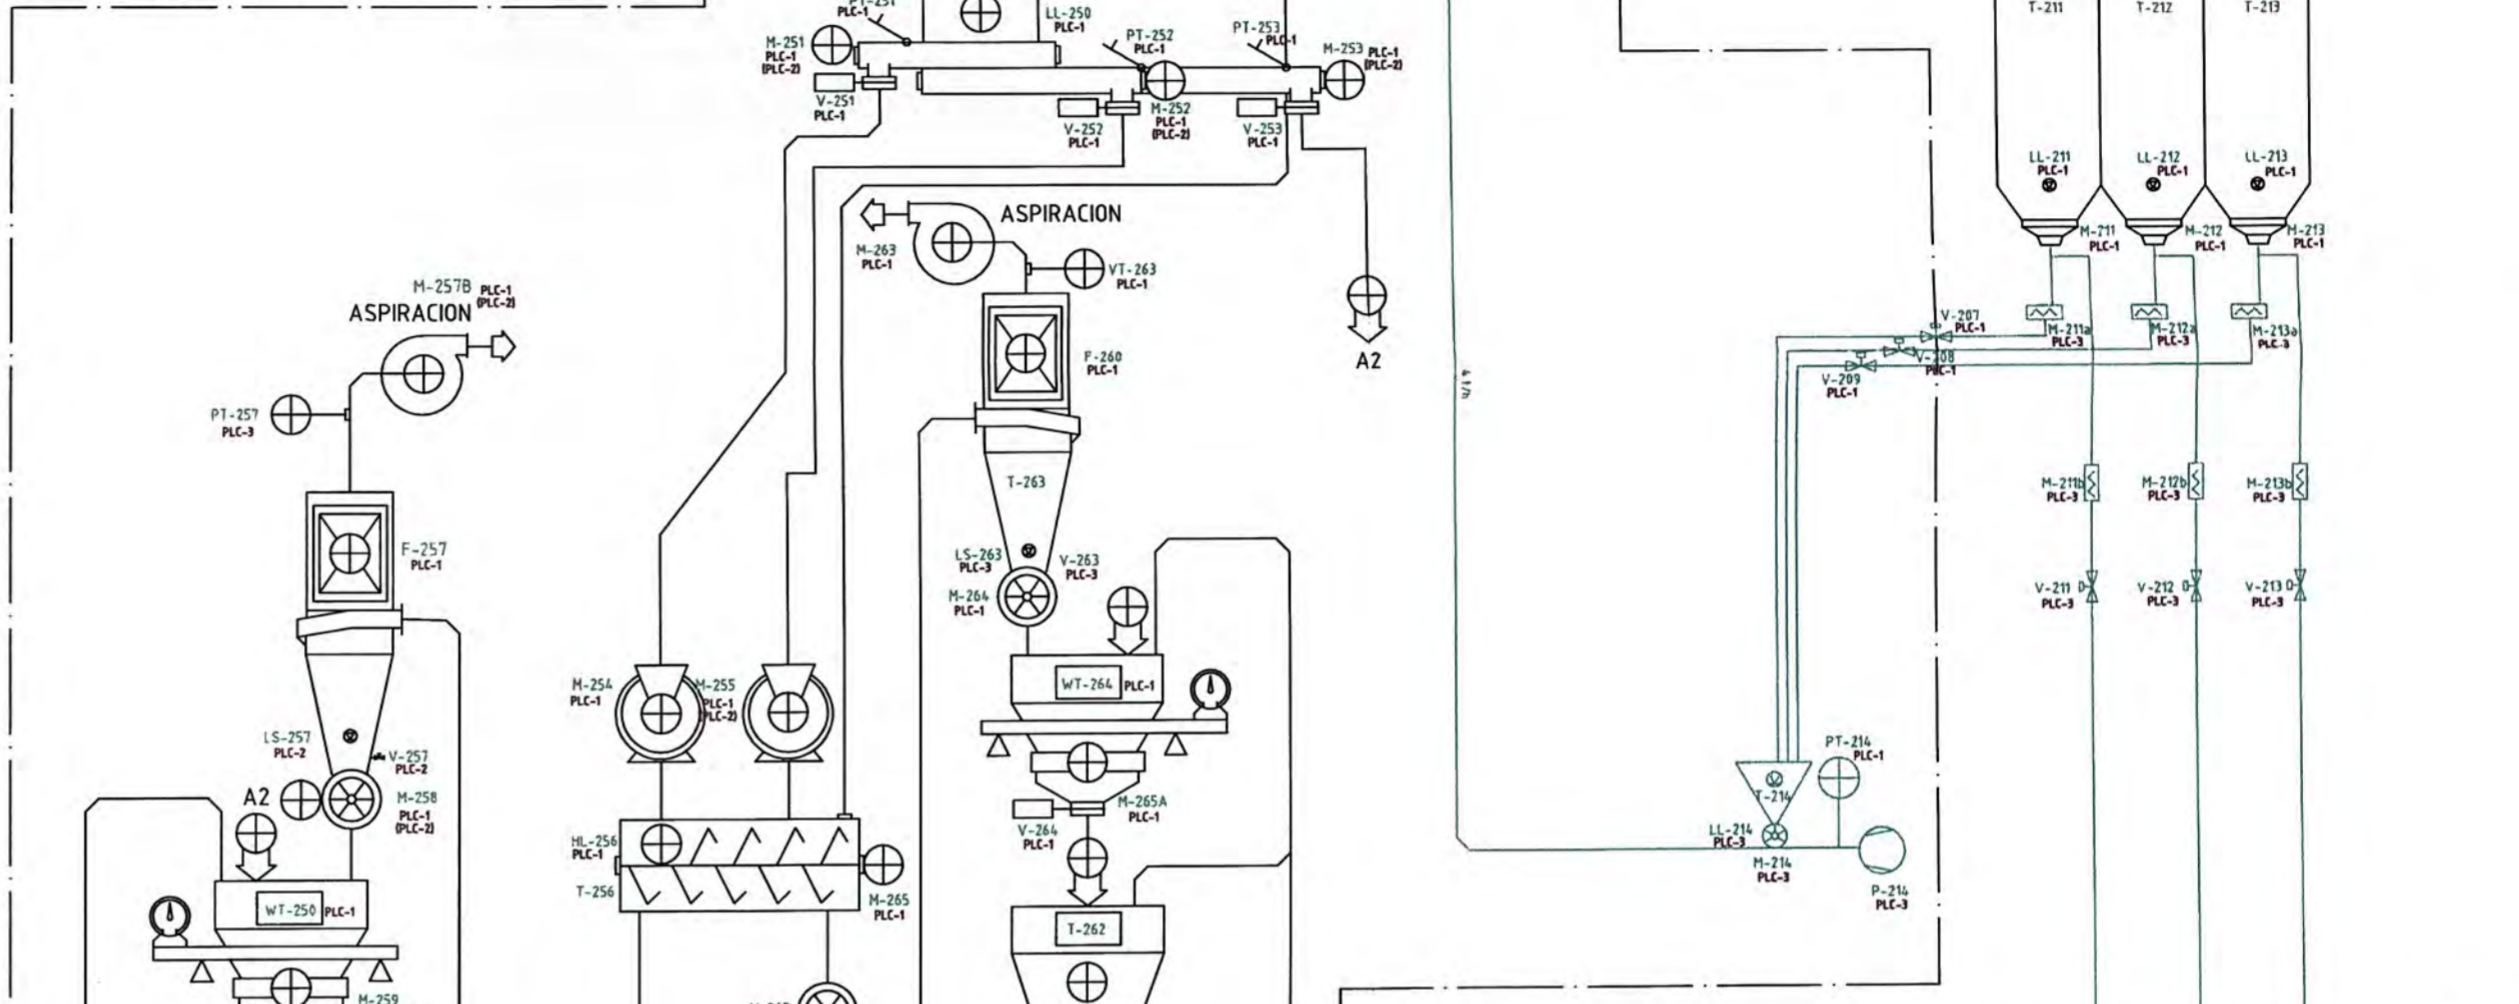 PLC-1
LL-250
PLC-1
M-251
PLC-1
(PLC-2)
V-251
PLC-1
PT-252
PLC-1
PT-253
PLC-1
M-253 PLC-1
(PLC-2)
V-252
PLC-1
M-252
PLC-1
(PLC-2)
V-253
PLC-1
T-211
T-212
T-213
LL-211
PLC-1
LL-212
PLC-1
LL-213
PLC-1
M-211
PLC-1
M-212
PLC-1
M-213
PLC-1
ASPIRACION
M-263
PLC-1
VT-263
PLC-1
M-257B PLC-1
(PLC-2)
ASPIRACION
PT-257
PLC-3
F-260
PLC-1
A2
4 t/h
V-207
PLC-1
V-208
PLC-1
V-209
PLC-1
M-211a
PLC-3
M-212a
PLC-3
M-213a
PLC-3
M-211b
PLC-3
M-212b
PLC-3
M-213b
PLC-3
V-211
PLC-3
V-212
PLC-3
V-213
PLC-3
T-263
LS-263
PLC-3
V-263
PLC-3
M-264
PLC-1
F-257
PLC-1
LS-257
PLC-2
V-257
PLC-2
A2
M-258
PLC-1
(PLC-2)
M-254
PLC-1
M-255
PLC-1
(PLC-2)
WT-264 PLC-1
M-265A
PLC-1
V-264
PLC-1
HL-256
PLC-1
T-256
M-265
PLC-1
WT-250 PLC-1
T-262
M-259
PT-214
PLC-1
T-214
LL-214
PLC-3
M-214
PLC-3
P-214
PLC-3